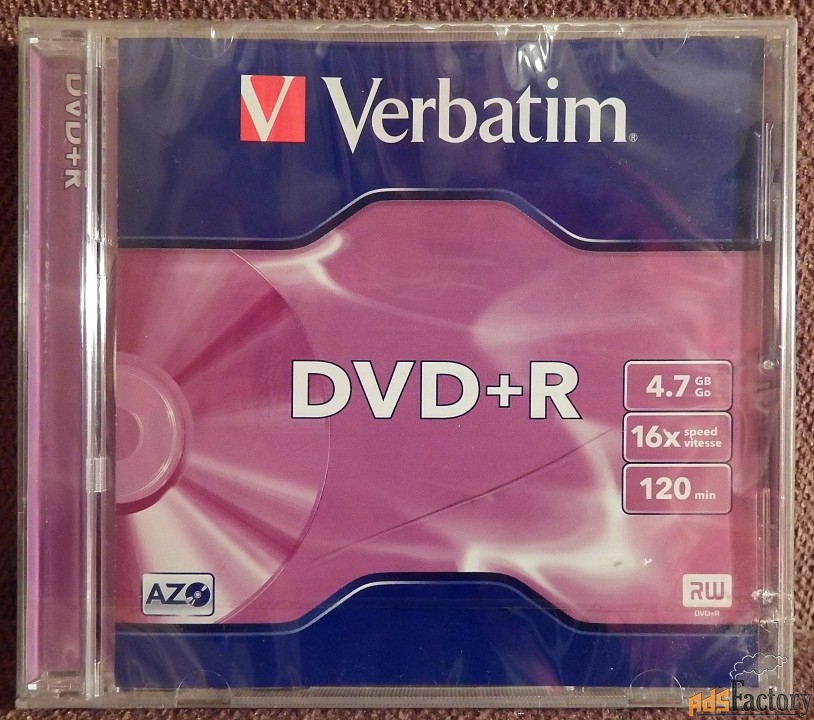 DVD+R
V Verbatim®
DVD+R
4.7 GB Go
16x speed vitesse
120 min
AZO
RW
DVD+R
AdsFactory